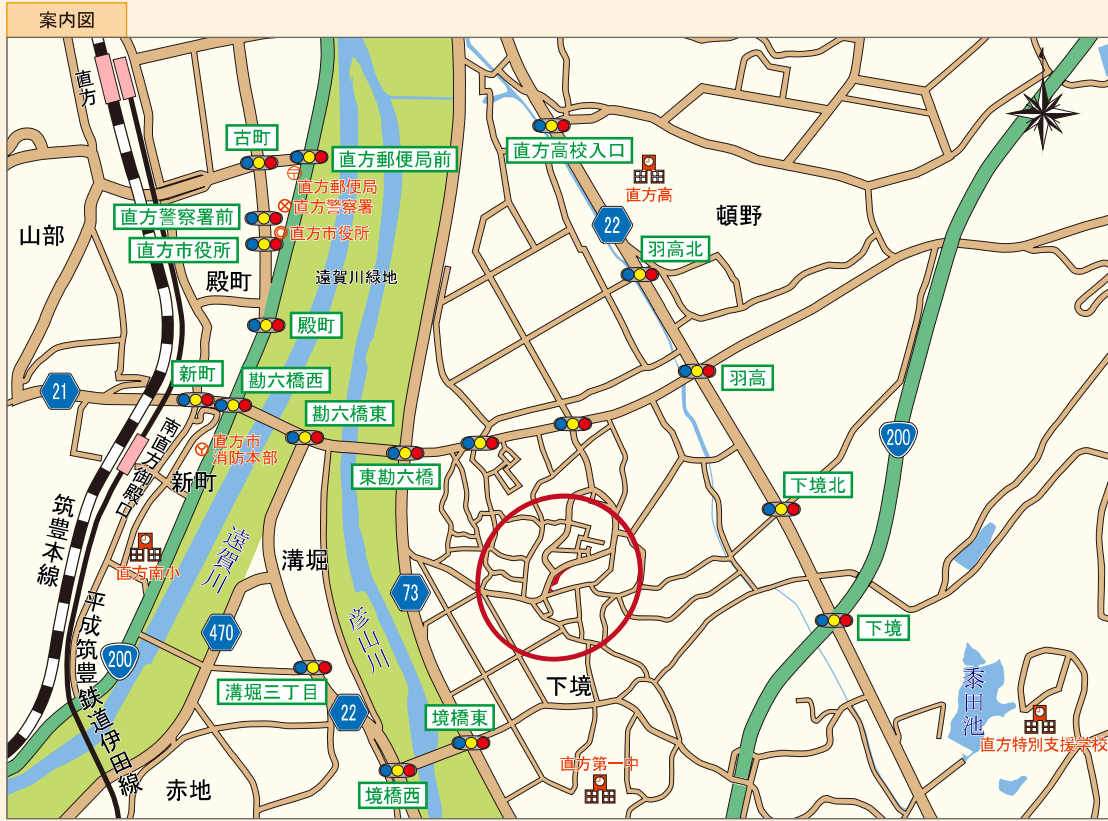 案内図
直方
古町
直方郵便局前
直方郵便局
直方警察署
直方警察署前
直方市役所
直方市役所
山部
殿町
遠賀川緑地
殿町
直方高校入口
直方高
頓野
22
羽高北
新町
勘六橋西
21
勘六橋東
羽高
南直方御殿口
直方市
消防本部
新町
東勘六橋
200
下境北
筑豊本線
遠賀川
直方南小
溝堀
73
彦山川
平成筑豊鉄道伊田線
470
200
下境
溝堀三丁目
22
下境
境橋東
黍田池
直方特別支援学校
直方第一中
赤地
境橋西